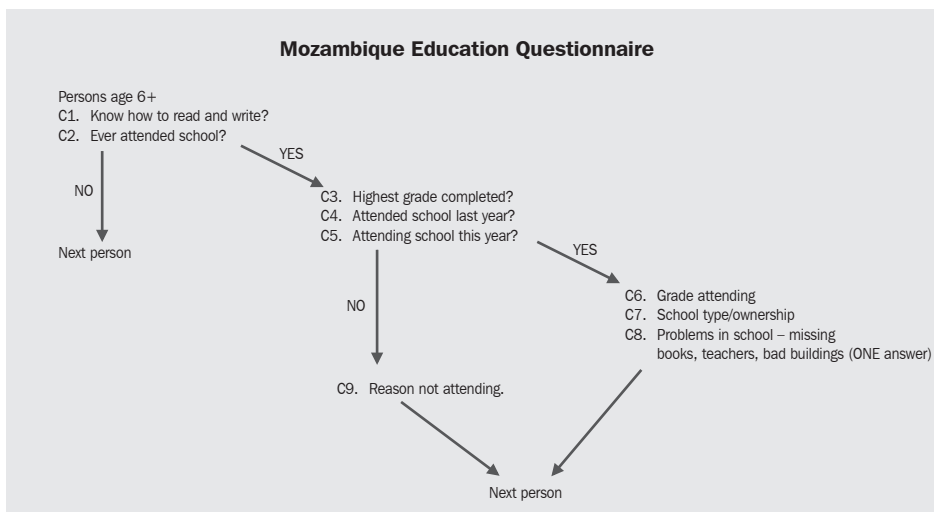 Mozambique Education Questionnaire
Persons age 6+
C1. Know how to read and write?
C2. Ever attended school?
YES
NO
Next person
C3. Highest grade completed?
C4. Attended school last year?
C5. Attending school this year?
YES
NO
C6. Grade attending
C7. School type/ownership
C8. Problems in school – missing
books, teachers, bad buildings (ONE answer)
C9. Reason not attending.
Next person